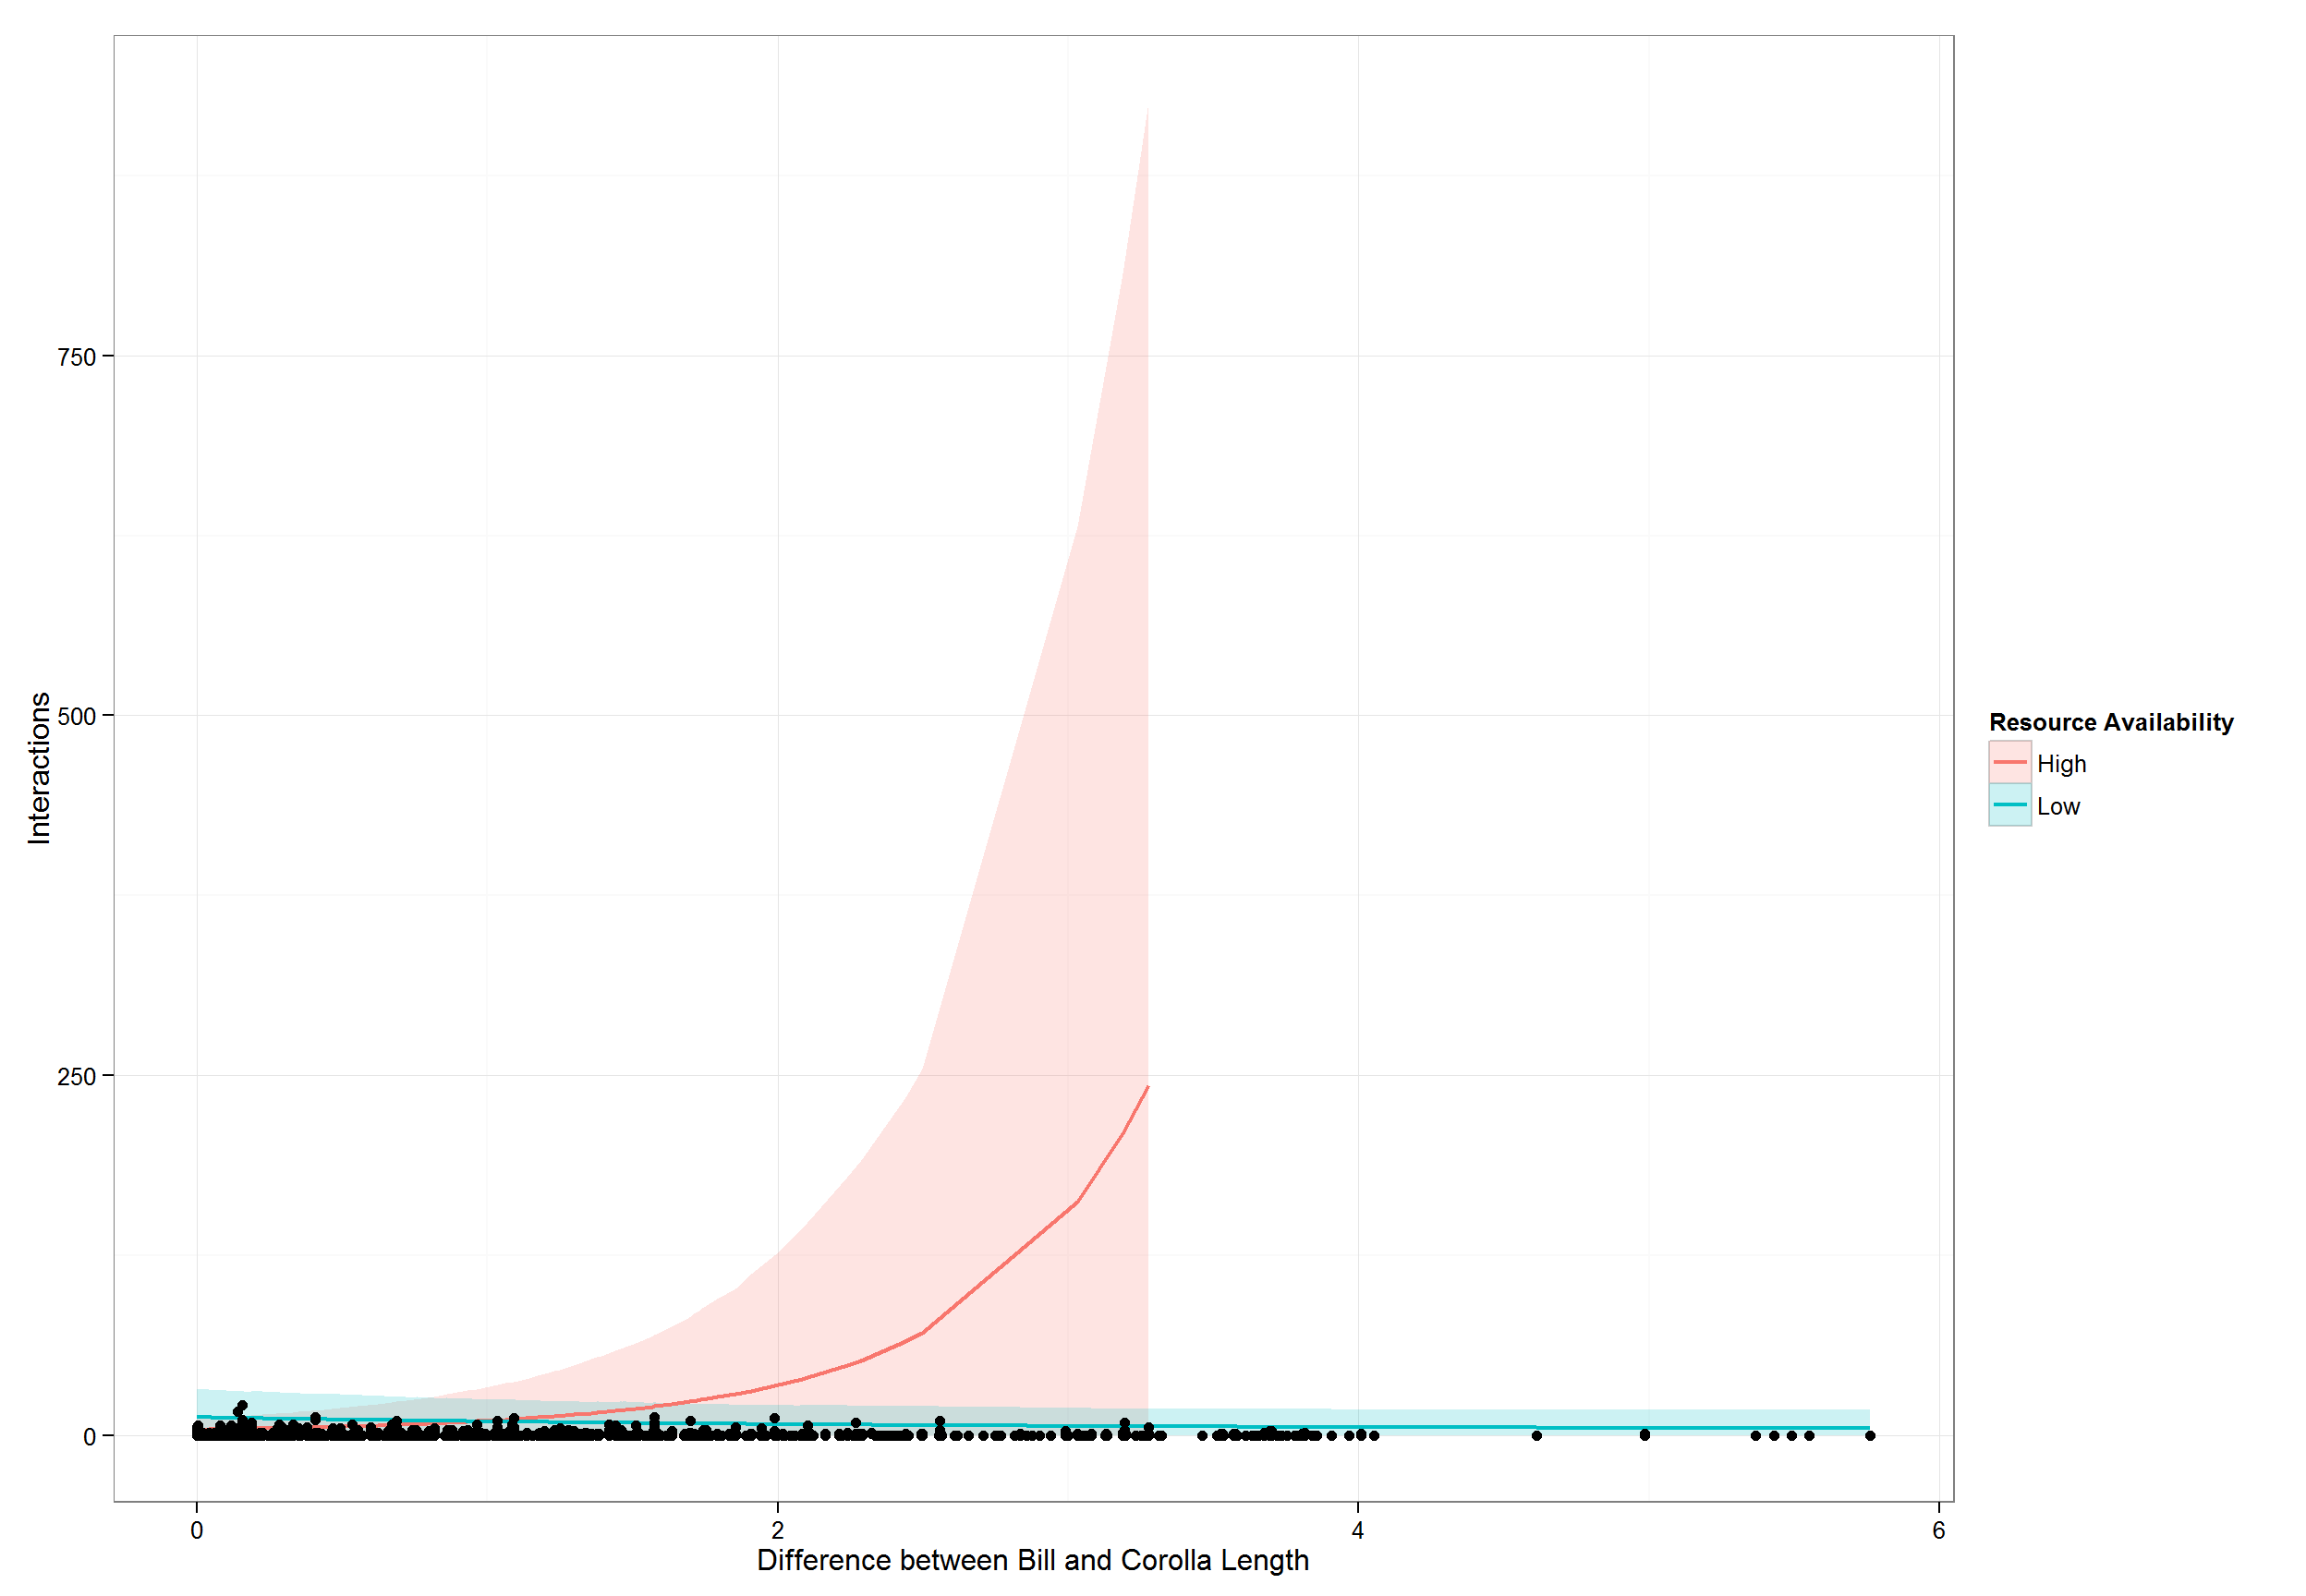 750
500
250
0
Interactions
0
2
4
6
Difference between Bill and Corolla Length
Resource Availability
High
Low